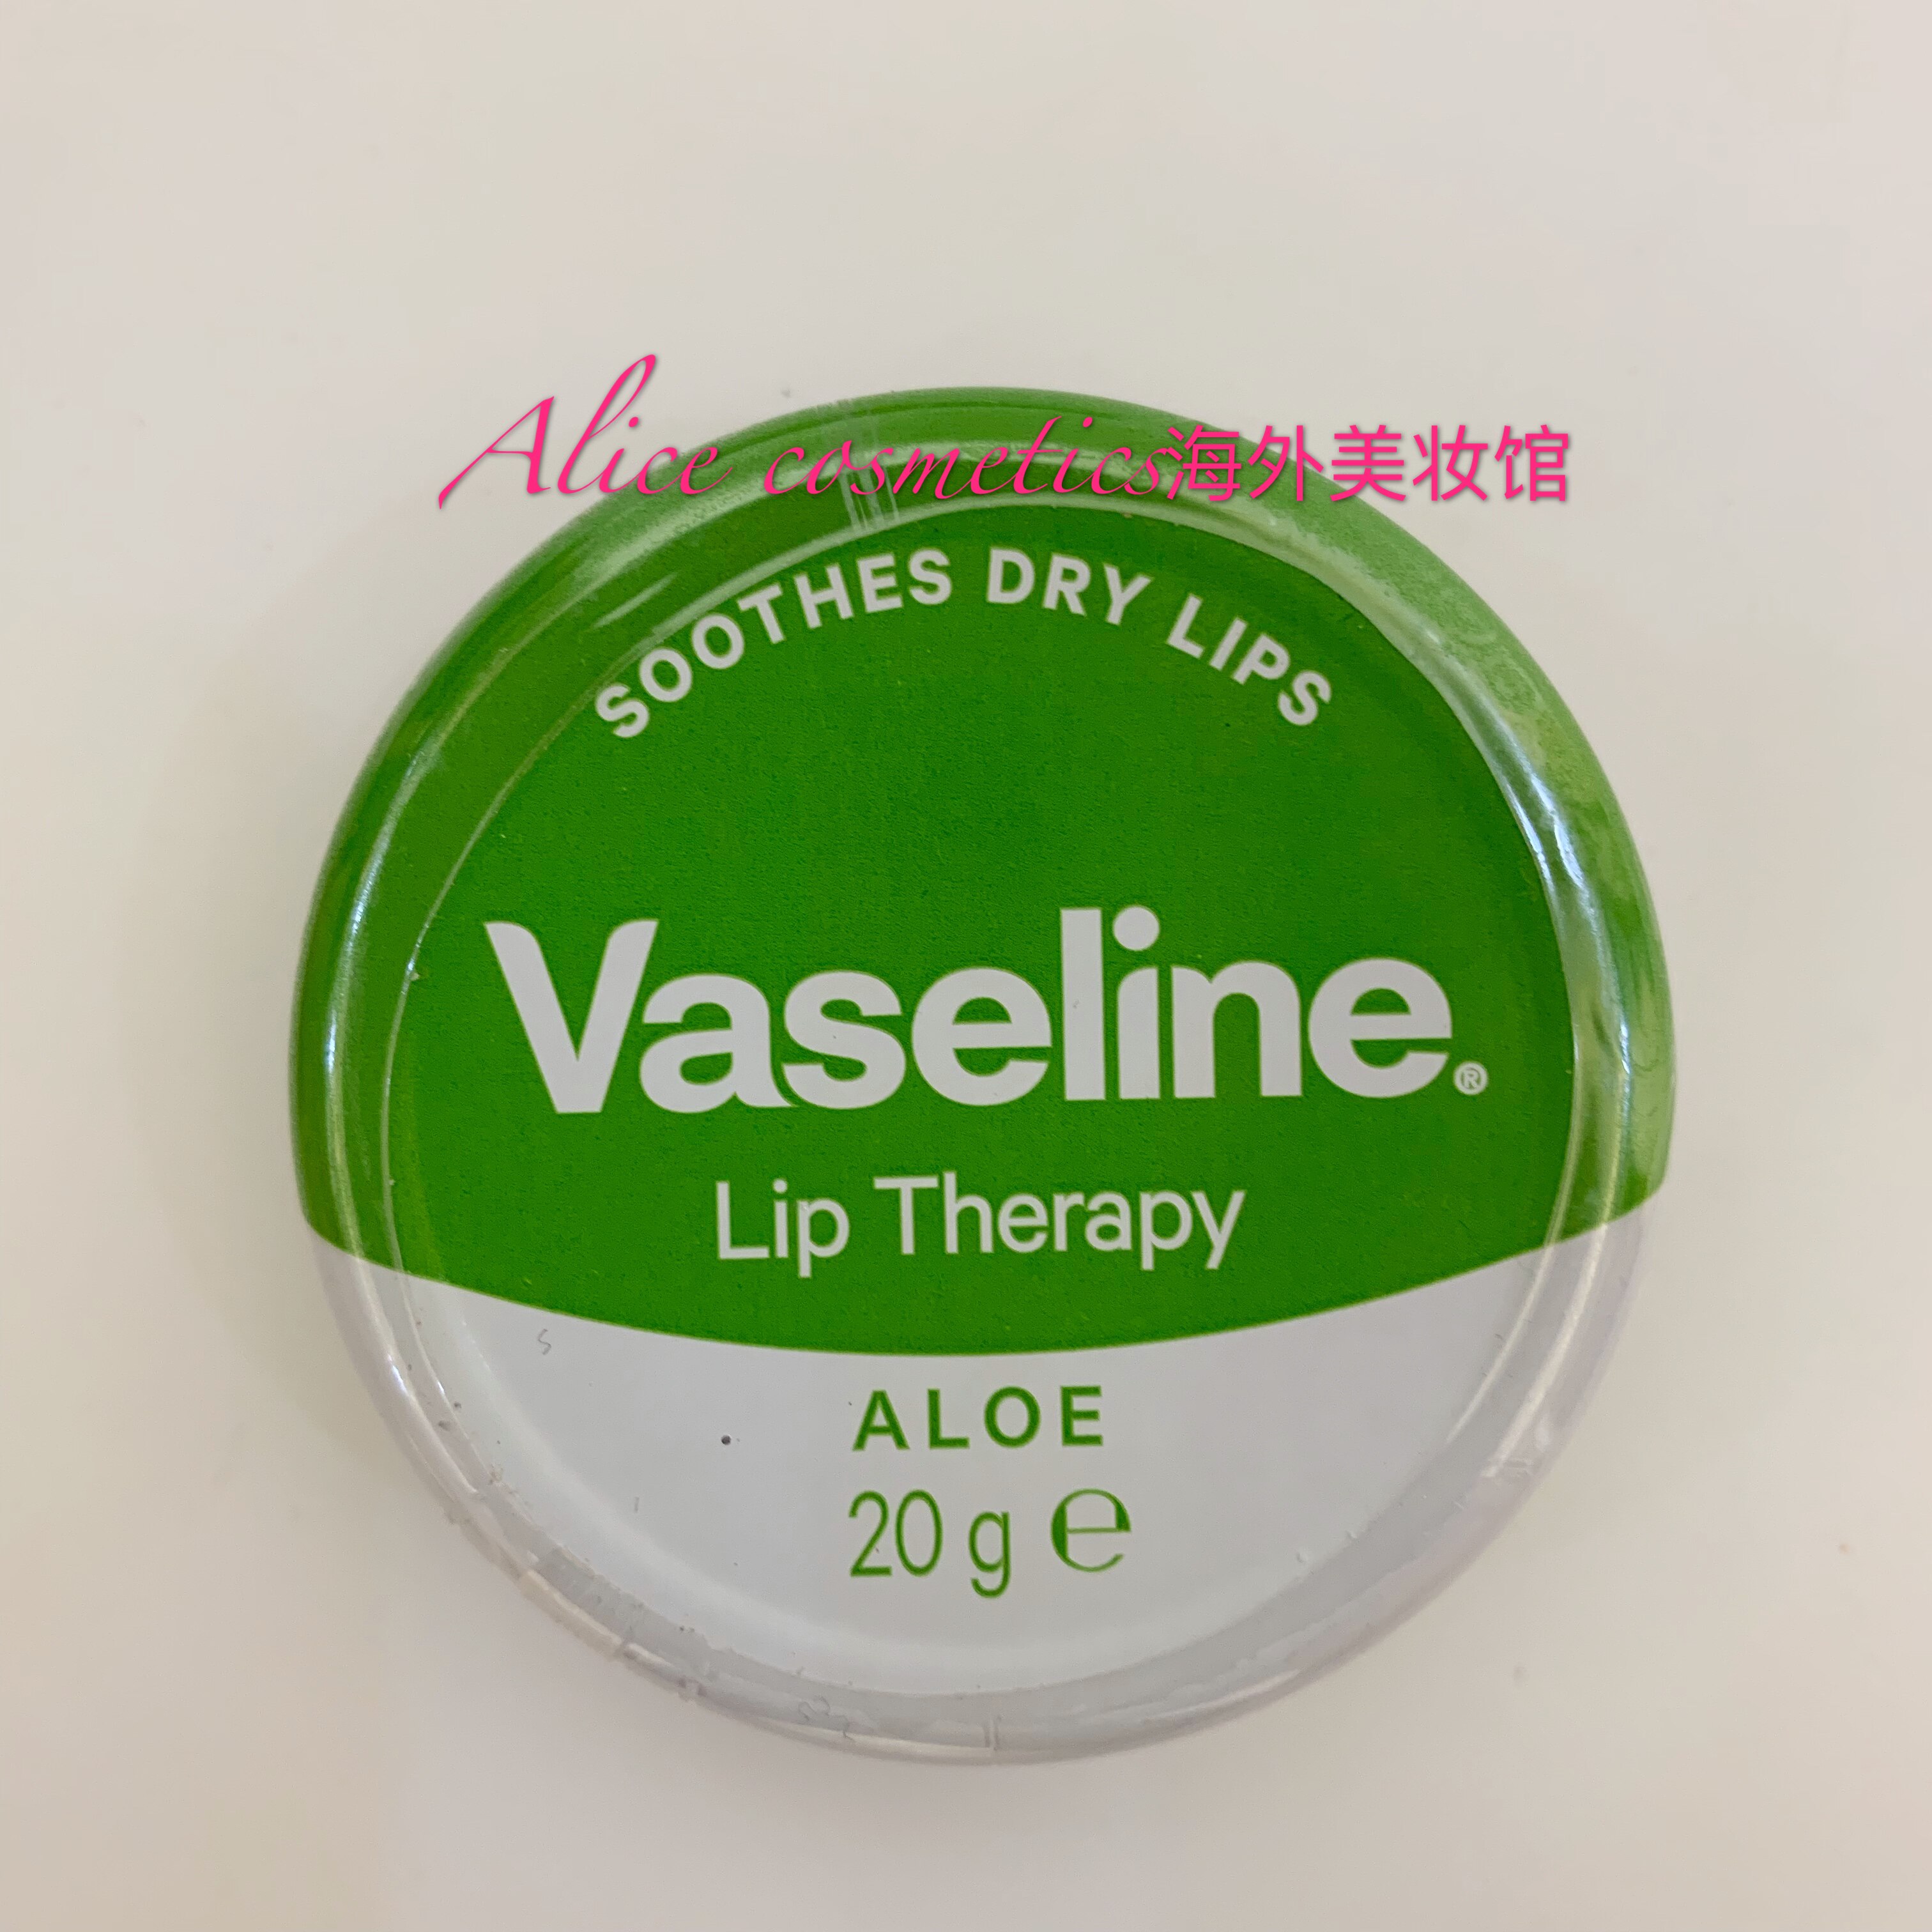 Alice cosmetics海外美妆馆
SOOTHES DRY LIPS
Vaseline®
Lip Therapy
ALOE
20 g ℮